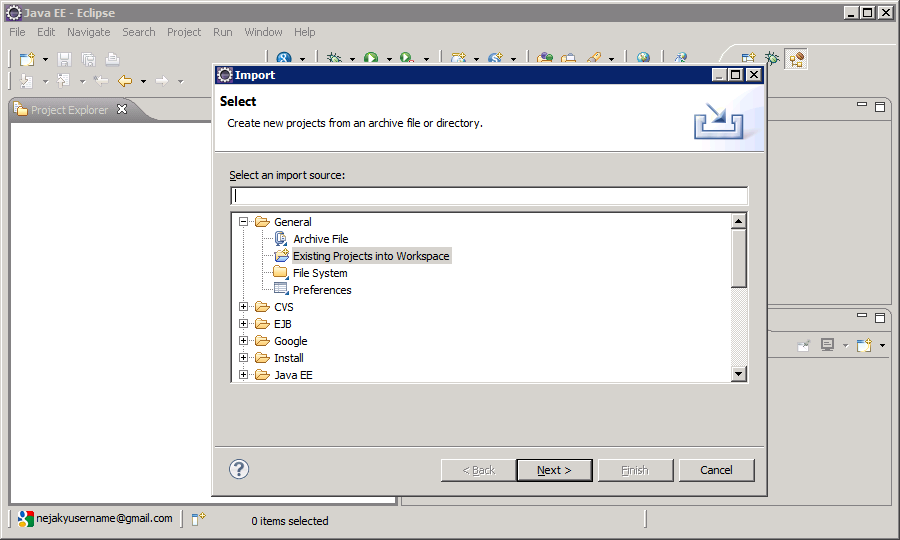 Java EE - Eclipse
File Edit Navigate Search Project Run Window Help
Import
Project Explorer
Select
Create new projects from an archive file or directory.
Select an import source:
General
Archive File
Existing Projects into Workspace
File System
Preferences
CVS
EJB
Google
Install
Java EE
?
< Back Next > Finish Cancel
nejakyusername@gmail.com 0 items selected